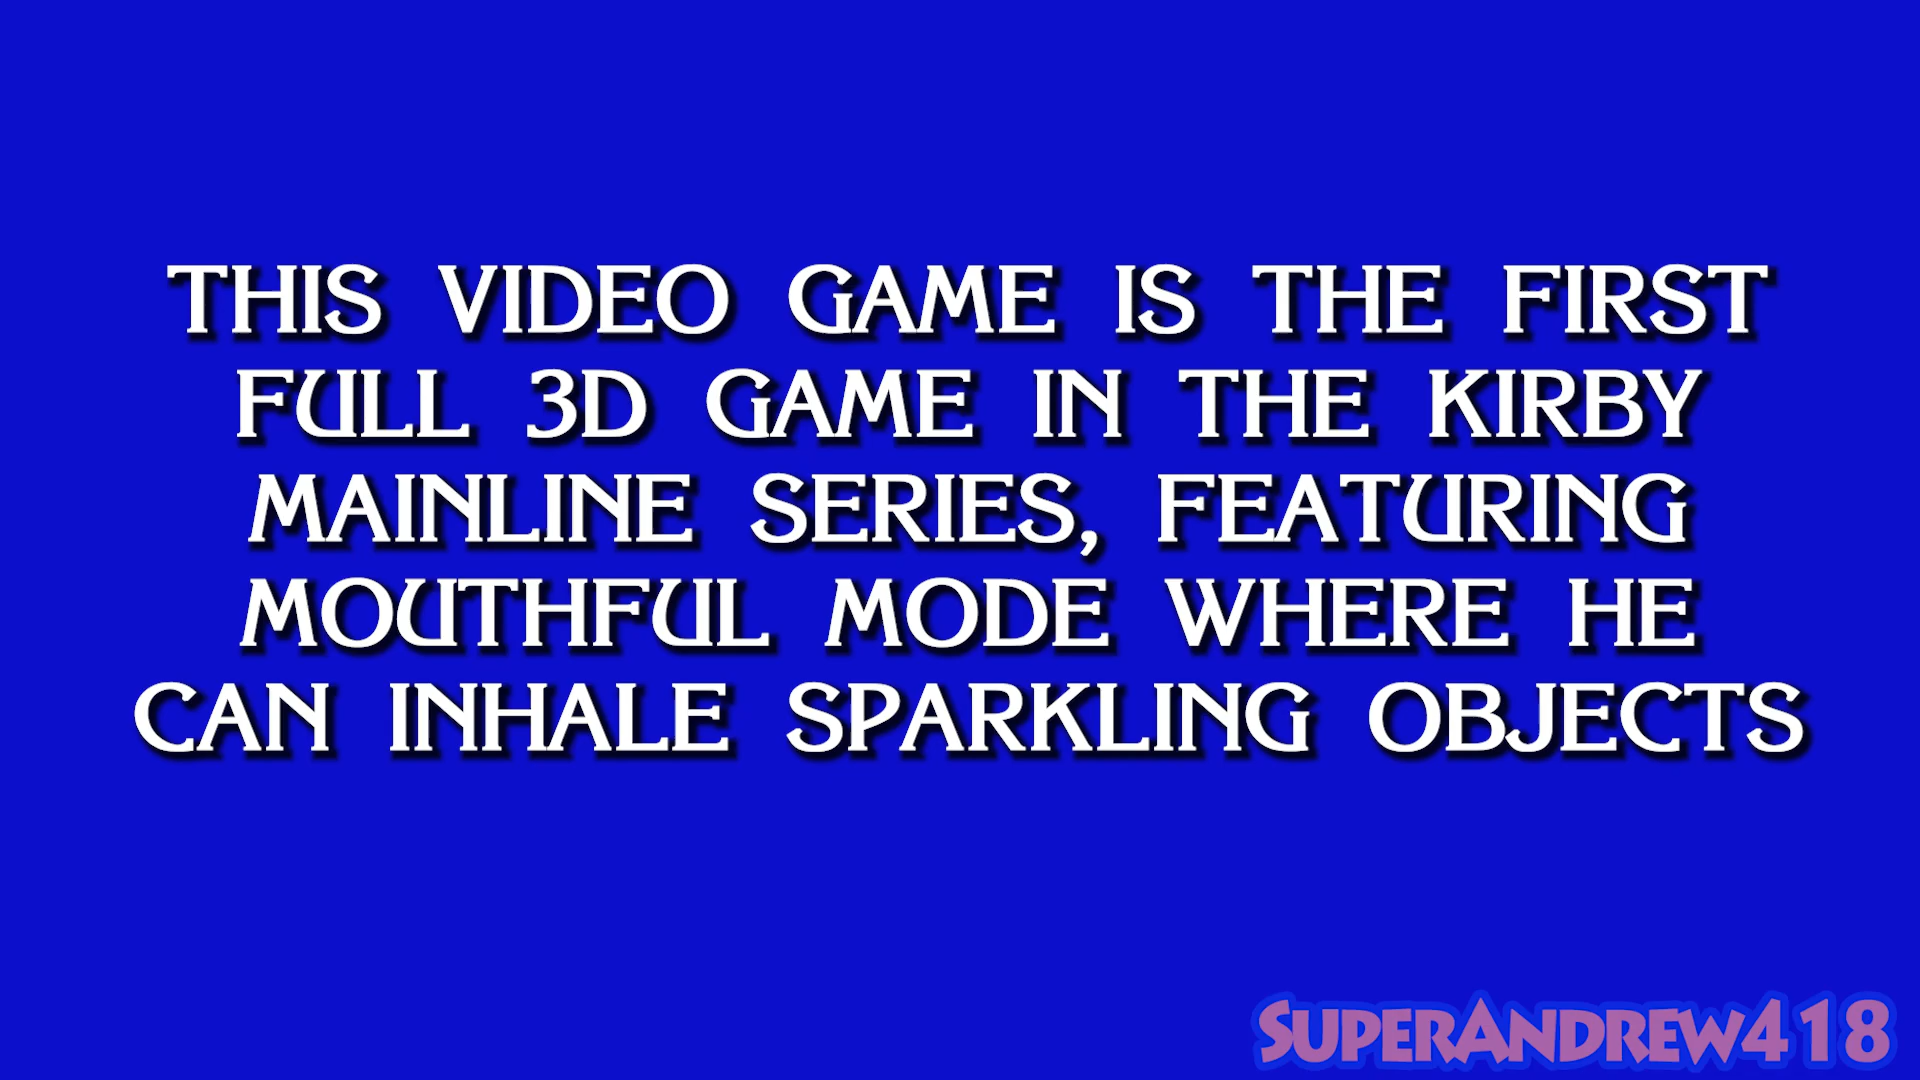 THIS VIDEO GAME IS THE FIRST
FULL 3D GAME IN THE KIRBY
MAINLINE SERIES, FEATURING
MOUTHFUL MODE WHERE HE
CAN INHALE SPARKLING OBJECTS
SUPERANDREW418